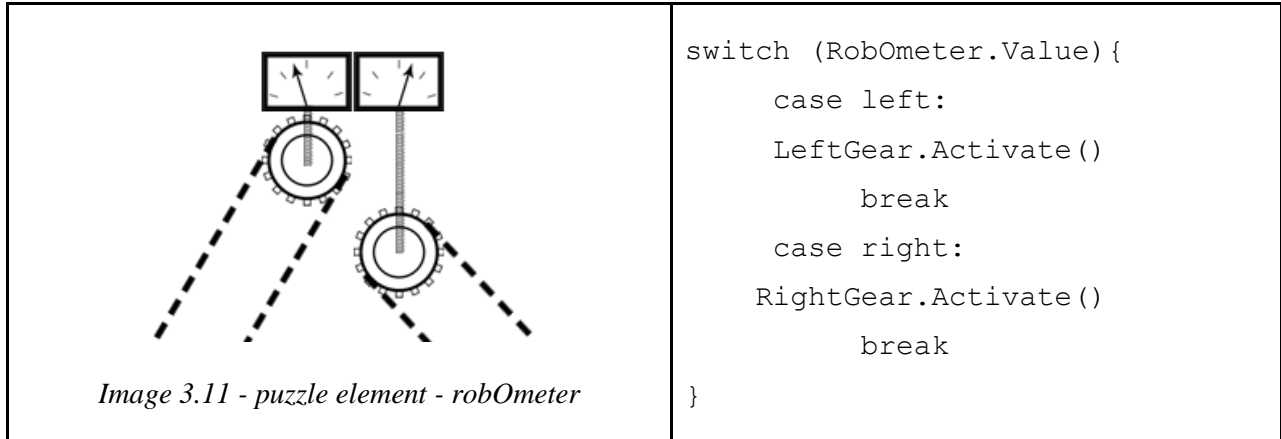 Image 3.11 - puzzle element - robOmeter
switch (RobOmeter.Value){
case left:
LeftGear.Activate()
break
case right:
RightGear.Activate()
break
}